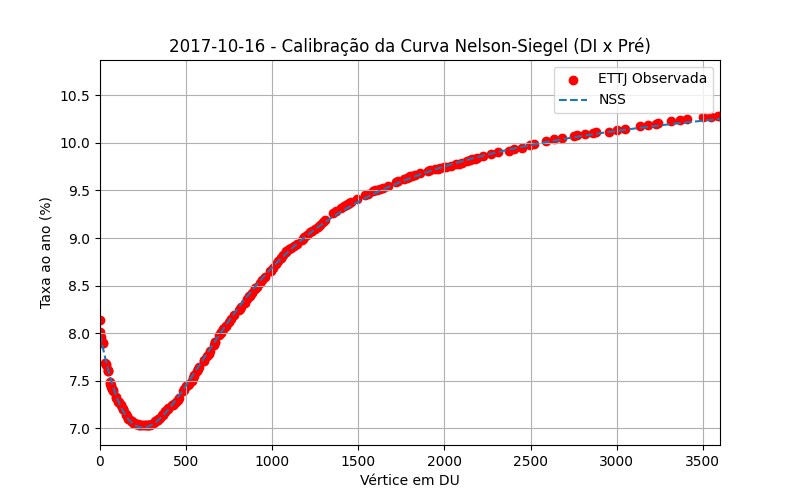 2017-10-16 - Calibração da Curva Nelson-Siegel (DI x Pré)
ETTJ Observada
NSS
Taxa ao ano (%)
10.5
10.0
9.5
9.0
8.5
8.0
7.5
7.0
0 500 1000 1500 2000 2500 3000 3500
Vértice em DU